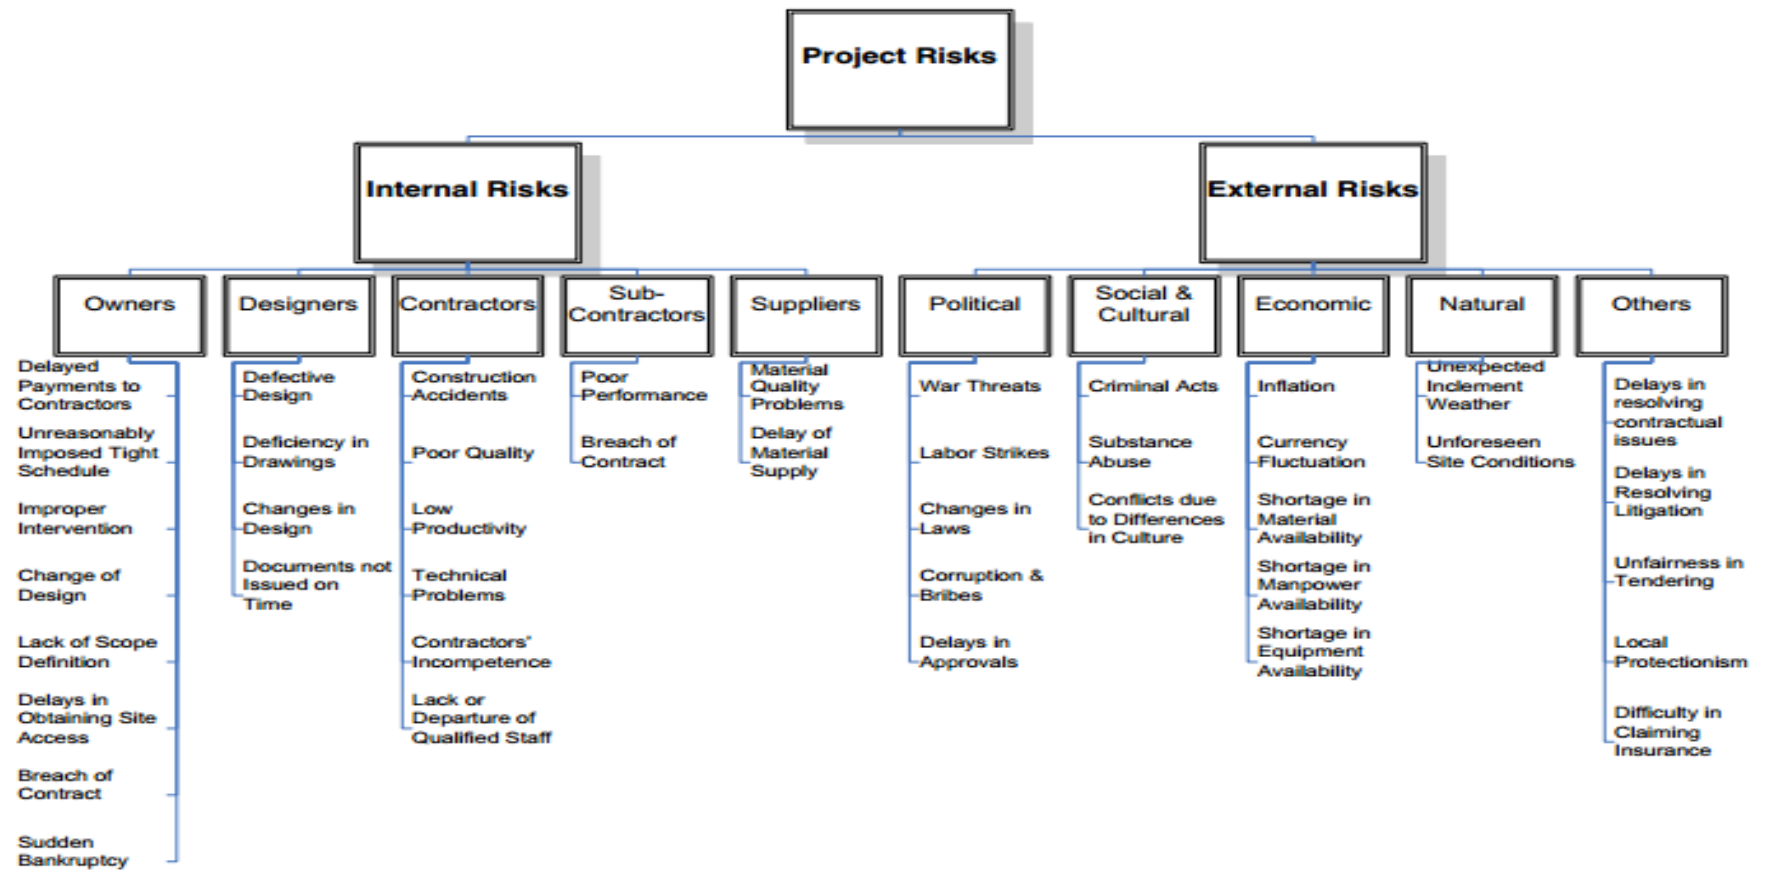 Project Risks
Internal Risks
External Risks
Owners
Designers
Contractors
Sub-
Contractors
Suppliers
Political
Social &
Cultural
Economic
Natural
Others
Delayed
Payments to
Contractors
Unreasonably
Imposed Tight
Schedule
Improper
Intervention
Change of
Design
Lack of Scope
Definition
Delays in
Obtaining Site
Access
Breach of
Contract
Sudden
Bankruptcy
Defective
Design
Deficiency in
Drawings
Changes in
Design
Documents not
Issued on
Time
Construction
Accidents
Poor Quality
Low
Productivity
Technical
Problems
Contractors'
Incompetence
Lack or
Departure of
Qualified Staff
Poor
Performance
Breach of
Contract
Material
Quality
Problems
Delay of
Material
Supply
War Threats
Labor Strikes
Changes in
Laws
Corruption &
Bribes
Delays in
Approvals
Criminal Acts
Substance
Abuse
Conflicts due
to Differences
in Culture
Inflation
Currency
Fluctuation
Shortage in
Material
Availability
Shortage in
Manpower
Availability
Shortage in
Equipment
Availability
Unexpected
Inclement
Weather
Unforeseen
Site Conditions
Delays in
resolving
contractual
issues
Delays in
Resolving
Litigation
Unfairness in
Tendering
Local
Protectionism
Difficulty in
Claiming
Insurance